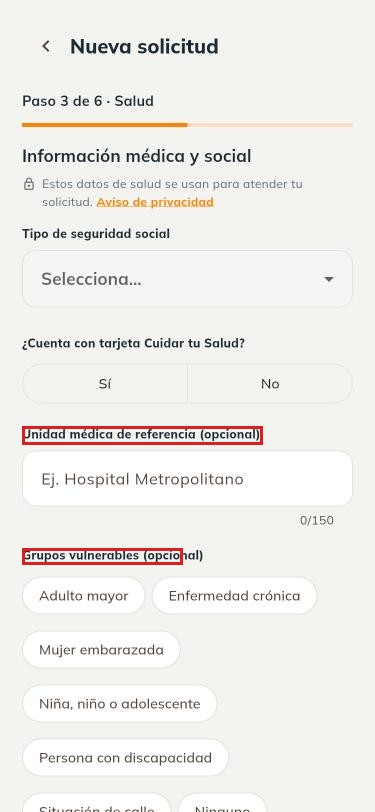 Nueva solicitud
Paso 3 de 6 · Salud
Información médica y social
Estos datos de salud se usan para atender tu
solicitud. Aviso de privacidad
Tipo de seguridad social
Selecciona...
¿Cuenta con tarjeta Cuidar tu Salud?
Sí No
Unidad médica de referencia (opcional)
Ej. Hospital Metropolitano
0/150
Grupos vulnerables (opcional)
Adulto mayor Enfermedad crónica
Mujer embarazada
Niña, niño o adolescente
Persona con discapacidad
Situación de calle Ninguno